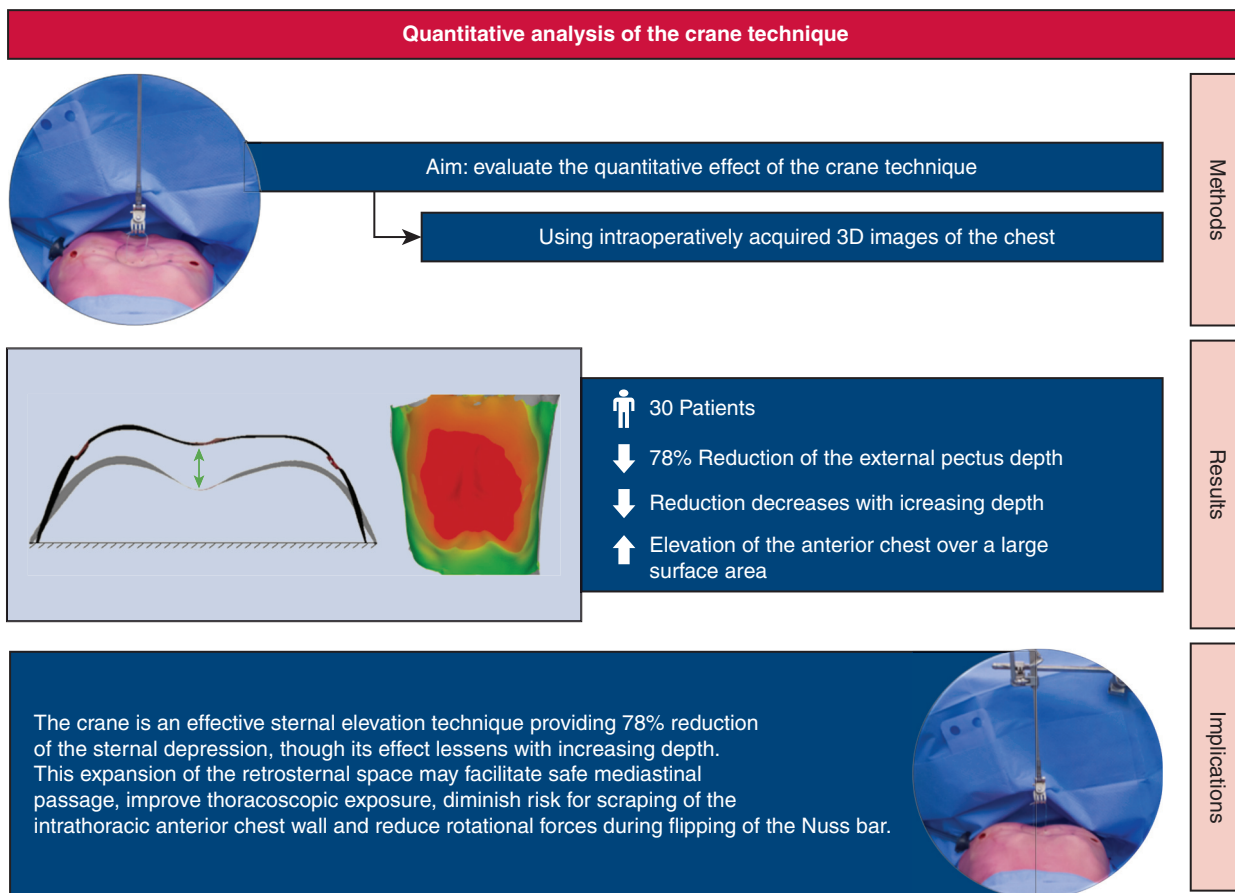 Quantitative analysis of the crane technique
Aim: evaluate the quantitative effect of the crane technique
Using intraoperatively acquired 3D images of the chest
Methods
30 Patients
78% Reduction of the external pectus depth
Reduction decreases with icreasing depth
Elevation of the anterior chest over a large
surface area
Results
The crane is an effective sternal elevation technique providing 78% reduction
of the sternal depression, though its effect lessens with increasing depth.
This expansion of the retrosternal space may facilitate safe mediastinal
passage, improve thoracoscopic exposure, diminish risk for scraping of the
intrathoracic anterior chest wall and reduce rotational forces during flipping of the Nuss bar.
Implications